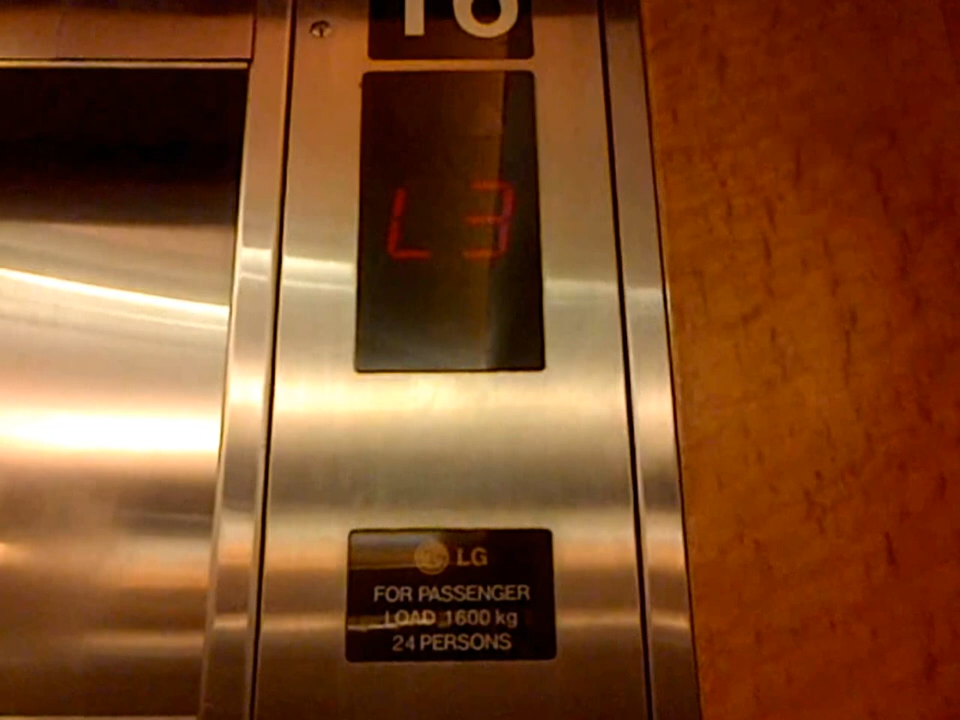 16
L3
LG
FOR PASSENGER
LOAD 1600 kg
24 PERSONS